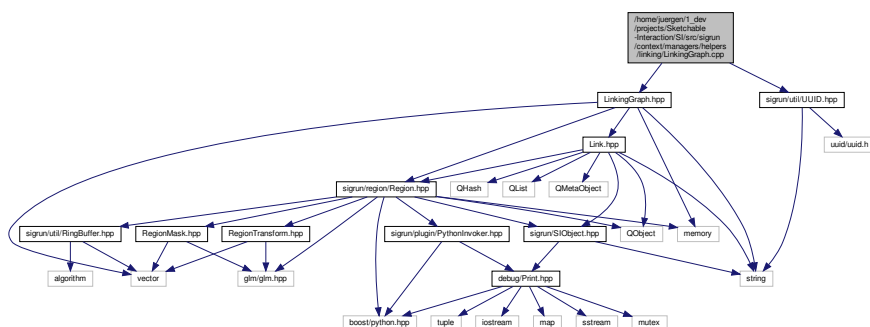 /home/juergen/1_dev
/projects/Sketchable
-Interaction/SI/src/sigrun
/context/managers/helpers
/linking/LinkingGraph.cpp
LinkingGraph.hpp
sigrun/util/UUID.hpp
Link.hpp
uuid/uuid.h
sigrun/region/Region.hpp
QHash
QList
QMetaObject
sigrun/util/RingBuffer.hpp
RegionMask.hpp
RegionTransform.hpp
sigrun/plugin/PythonInvoker.hpp
sigrun/SIObject.hpp
QObject
memory
algorithm
vector
glm/glm.hpp
debug/Print.hpp
string
boost/python.hpp
tuple
iostream
map
sstream
mutex